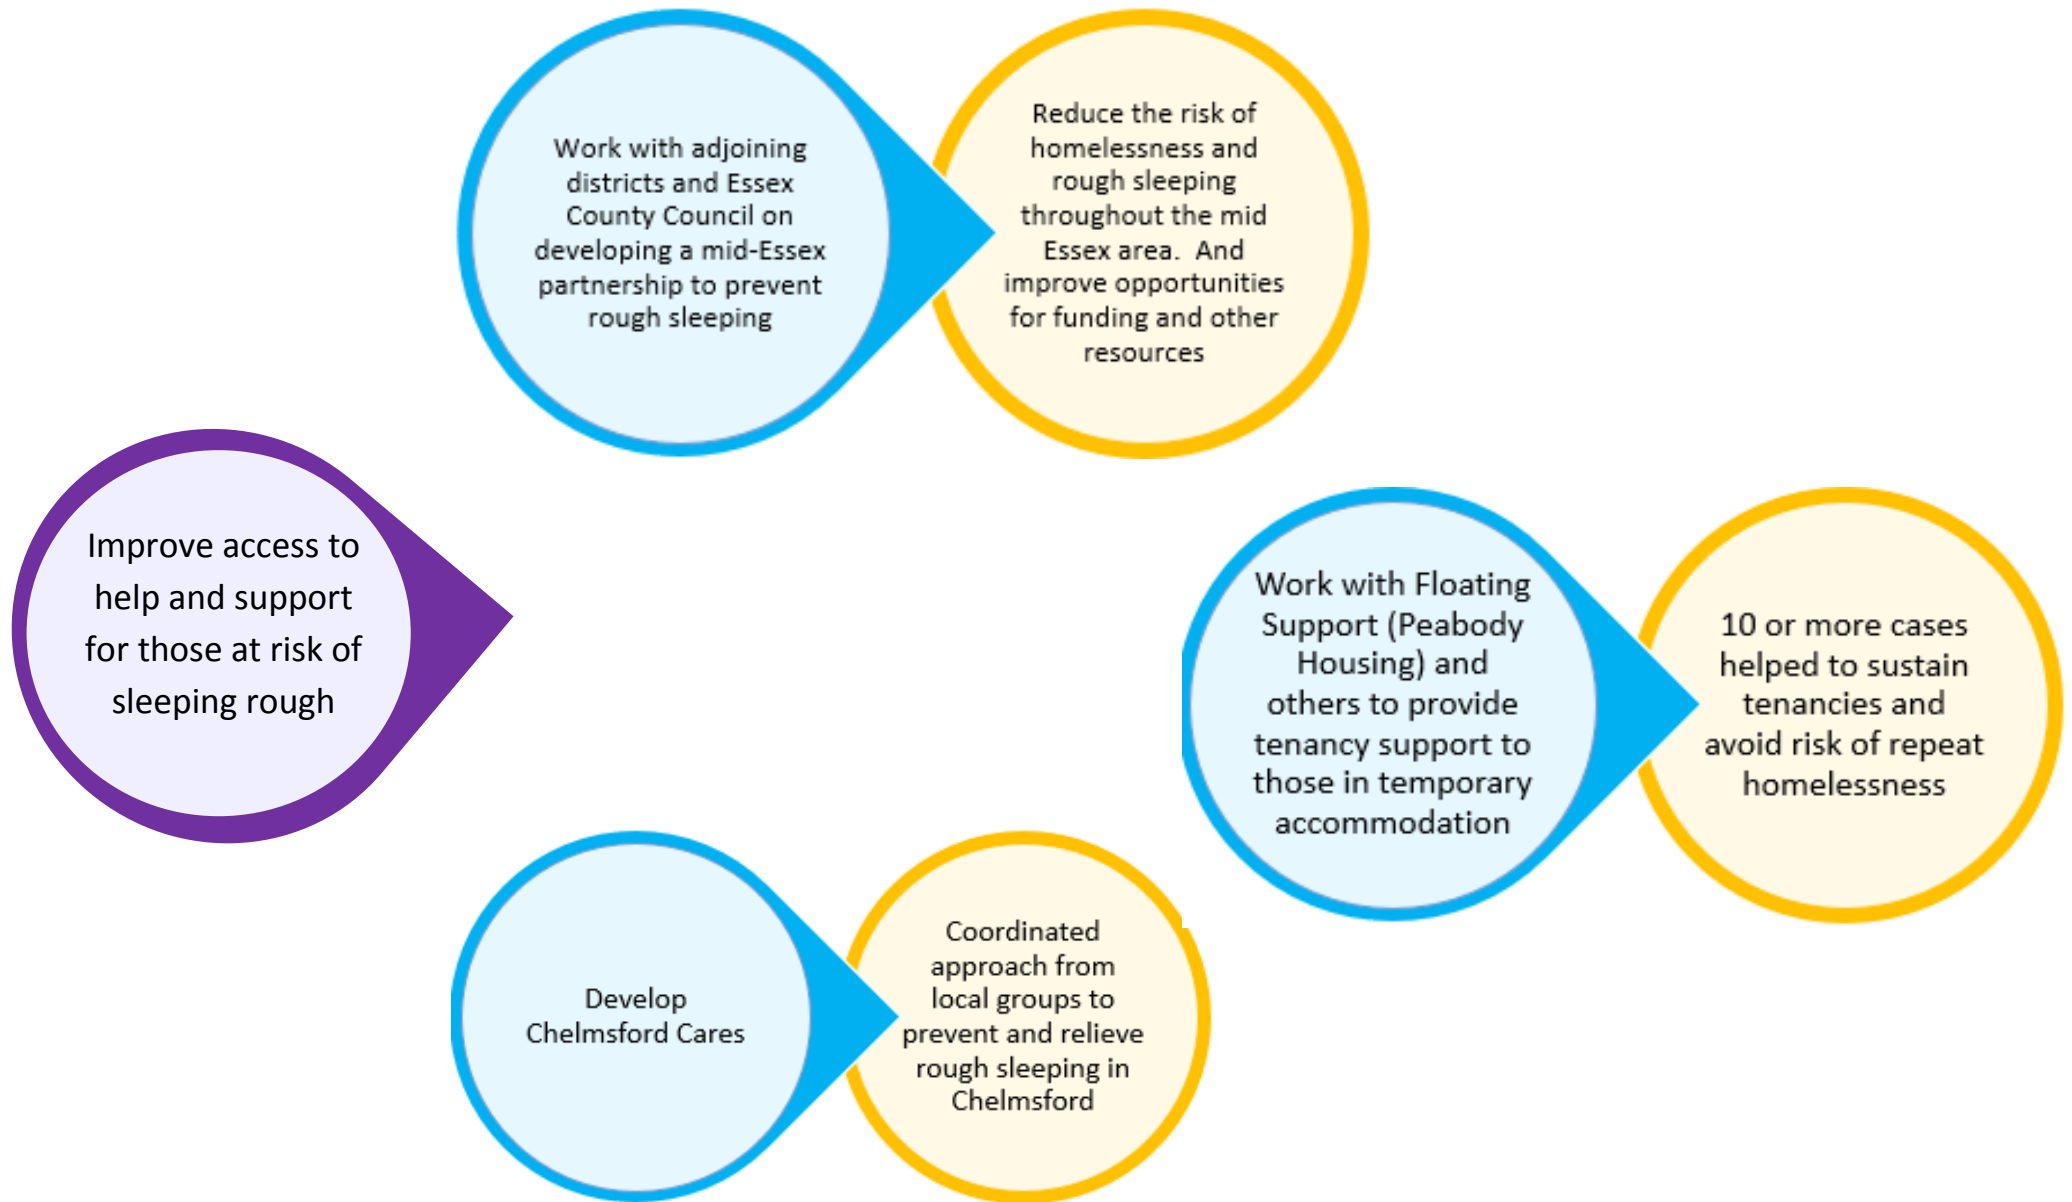 Improve access to
help and support
for those at risk of
sleeping rough
Work with adjoining
districts and Essex
County Council on
developing a mid-Essex
partnership to prevent
rough sleeping
Reduce the risk of
homelessness and
rough sleeping
throughout the mid
Essex area.  And
improve opportunities
for funding and other
resources
Work with Floating
Support (Peabody
Housing) and
others to provide
tenancy support to
those in temporary
accommodation
10 or more cases
helped to sustain
tenancies and
avoid risk of repeat
homelessness
Develop
Chelmsford Cares
Coordinated
approach from
local groups to
prevent and relieve
rough sleeping in
Chelmsford